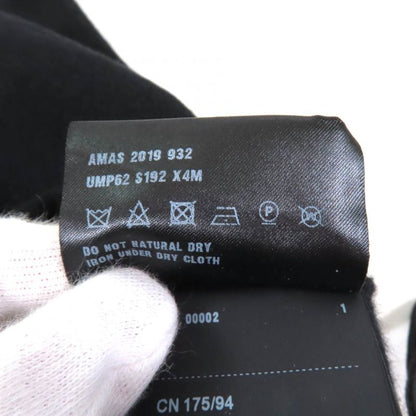 AMAS 2019 932
UMP62 S192 X4M
P
DO NOT NATURAL DRY
IRON UNDER DRY CLOTH
00002 1
CN 175/94